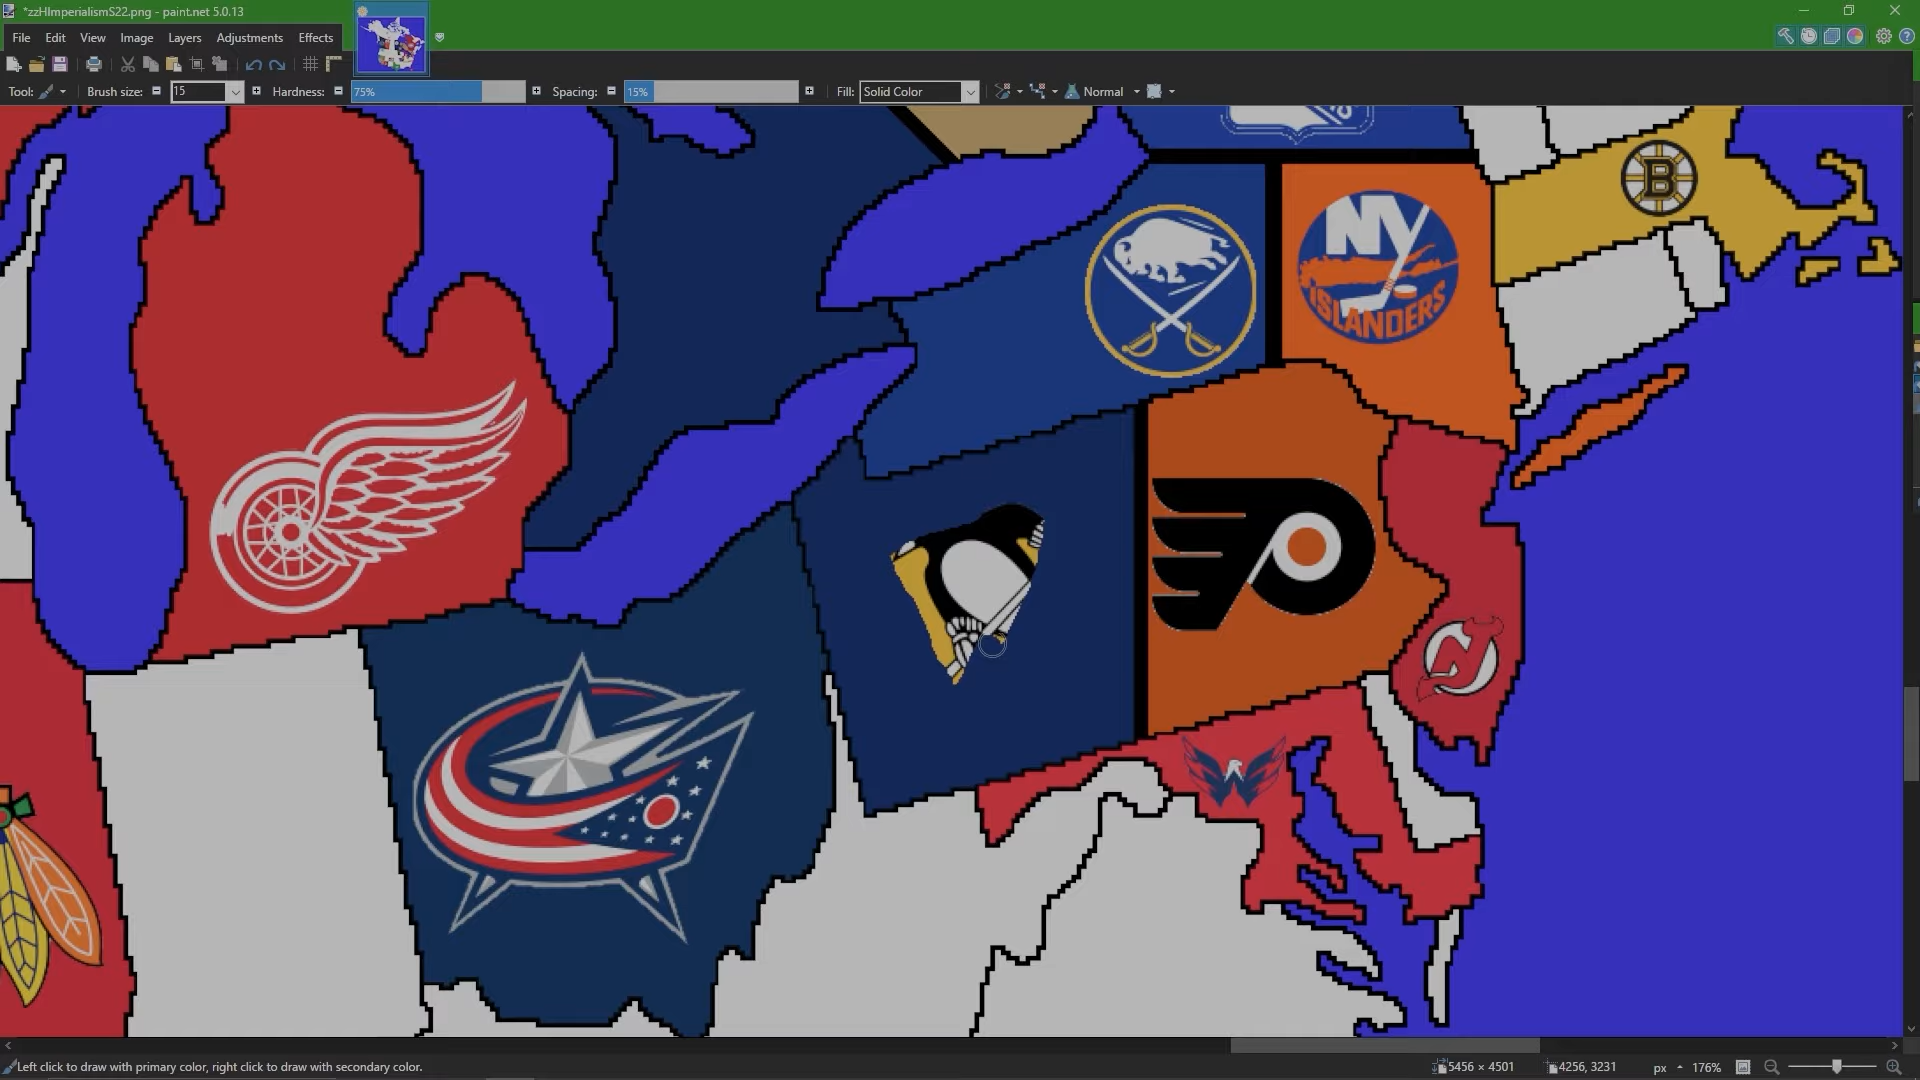 *zzHImperialismS22.png - paint.net 5.0.13
File Edit View Image Layers Adjustments Effects
Tool: Brush size: 15 Hardness: 75% Spacing: 15% Fill: Solid Color Normal
B
NY
ISLANDERS
Left click to draw with primary color, right click to draw with secondary color.
5456 × 4501 4256, 3231 px 176%